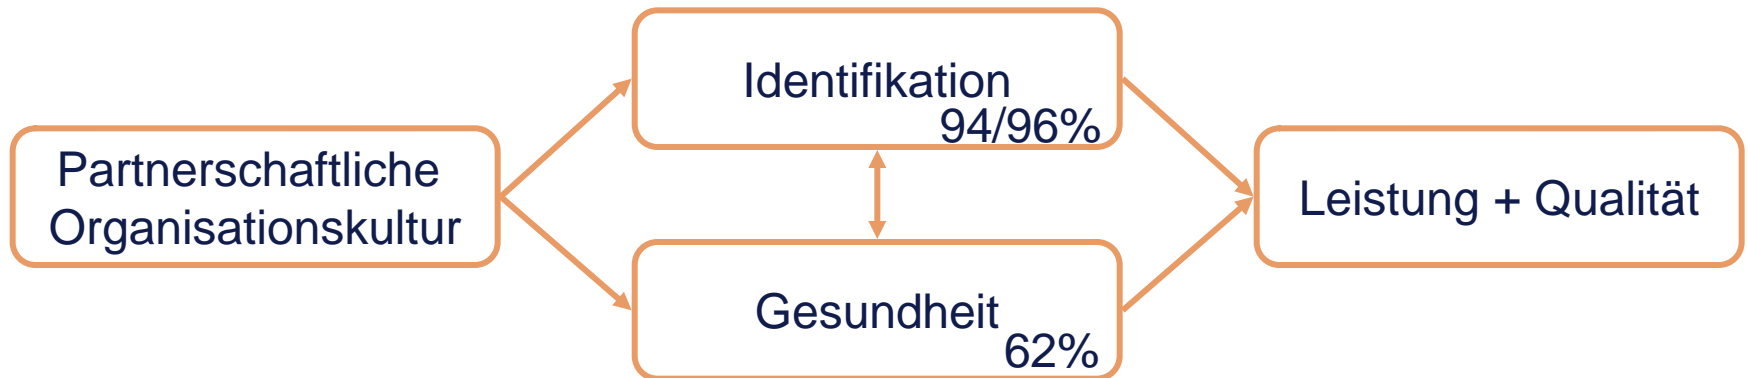 Partnerschaftliche
Organisationskultur
Identifikation
94/96%
Gesundheit
62%
Leistung + Qualität